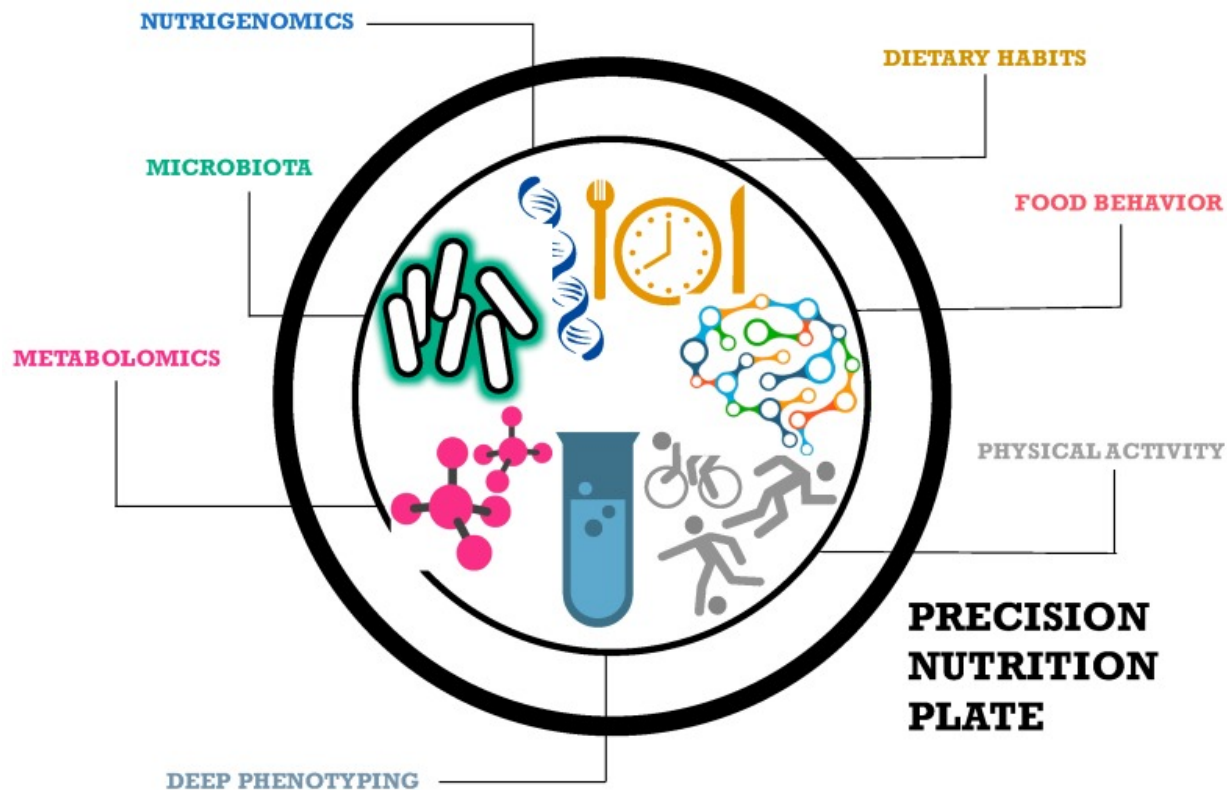 NUTRIGENOMICS
DIETARY HABITS
MICROBIOTA
FOOD BEHAVIOR
METABOLOMICS
PHYSICAL ACTIVITY
PRECISION
NUTRITION
PLATE
DEEP PHENOTYPING